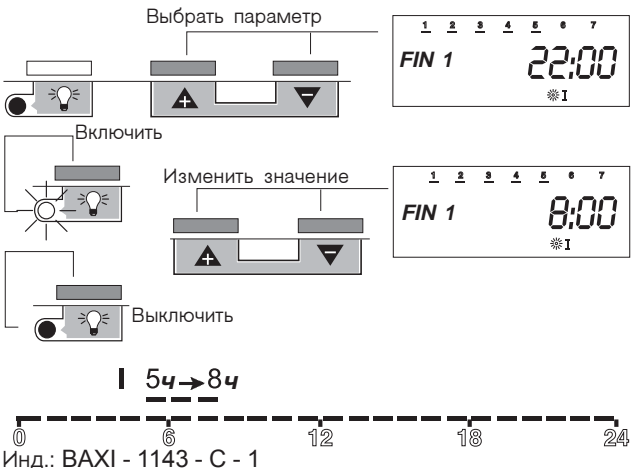 Выбрать параметр
1 2 3 4 5 6 7
FIN 1 22:00
I
+ −
Включить
Изменить значение
1 2 3 4 5 6 7
FIN 1 8:00
I
+ −
Выключить
I 5ч→8ч
0 6 12 18 24
Инд.: BAXI - 1143 - C - 1